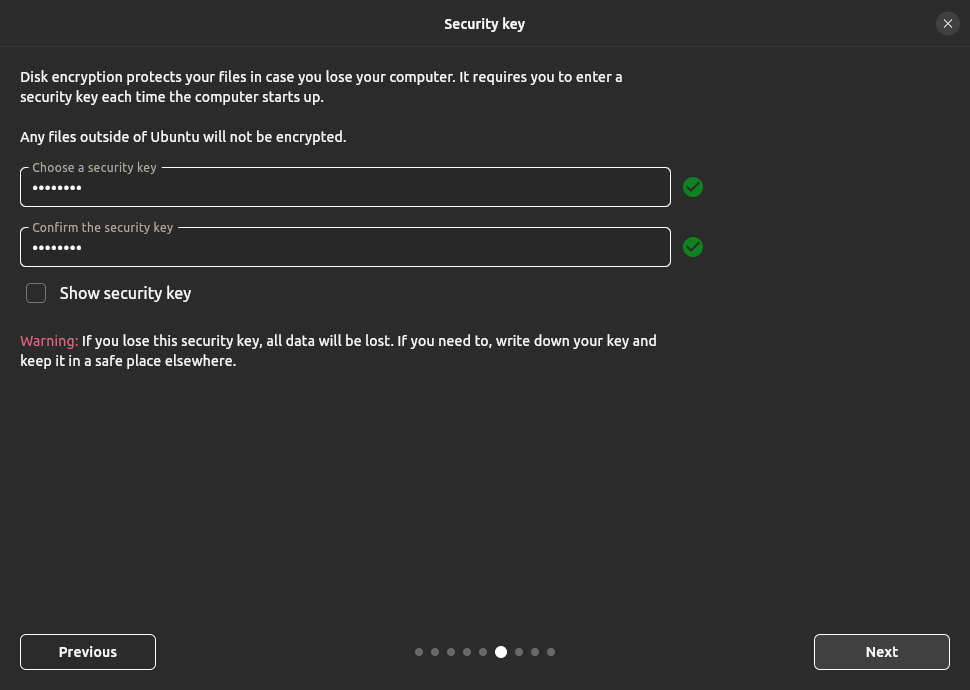 Security key
Disk encryption protects your files in case you lose your computer. It requires you to enter a
security key each time the computer starts up.
Any files outside of Ubuntu will not be encrypted.
Choose a security key
••••••••
Confirm the security key
••••••••
Show security key
Warning: If you lose this security key, all data will be lost. If you need to, write down your key and
keep it in a safe place elsewhere.
Previous
Next